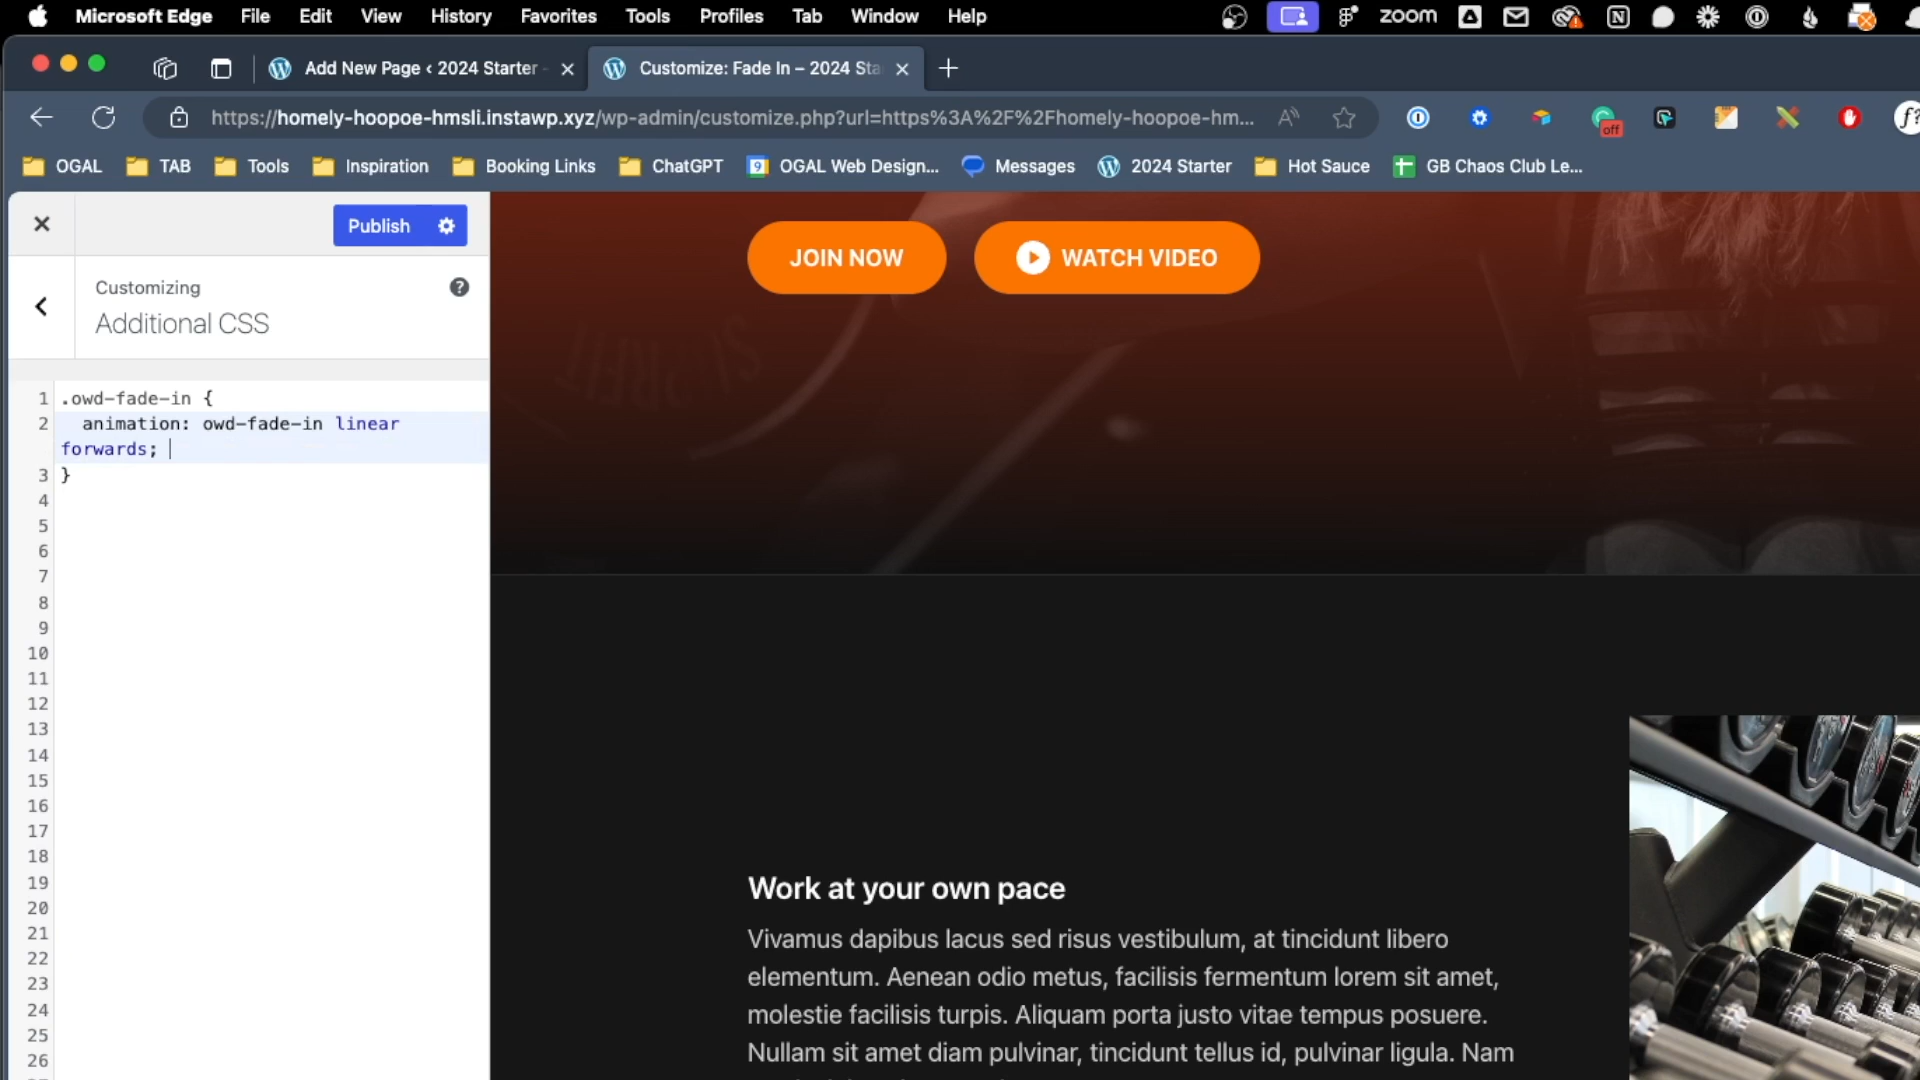 Microsoft Edge File Edit View History Favorites Tools Profiles Tab Window Help zoom
Add New Page ‹ 2024 Starter Customize: Fade In – 2024 Sta
https://homely-hoopoe-hmsli.instawp.xyz/wp-admin/customize.php?url=https%3A%2F%2Fhomely-hoopoe-hm...
off
OGAL TAB Tools Inspiration Booking Links ChatGPT 9 OGAL Web Design... Messages 2024 Starter Hot Sauce GB Chaos Club Le...
Publish
JOIN NOW WATCH VIDEO
Customizing
Additional CSS
1 .owd-fade-in {
2 animation: owd-fade-in linear
forwards;
3 }
4
5
6
7
8
9
10
11
12
13
14
15
16
17
18
19
20
21
22
23
24
25
26
Work at your own pace
Vivamus dapibus lacus sed risus vestibulum, at tincidunt libero
elementum. Aenean odio metus, facilisis fermentum lorem sit amet,
molestie facilisis turpis. Aliquam porta justo vitae tempus posuere.
Nullam sit amet diam pulvinar, tincidunt tellus id, pulvinar ligula. Nam